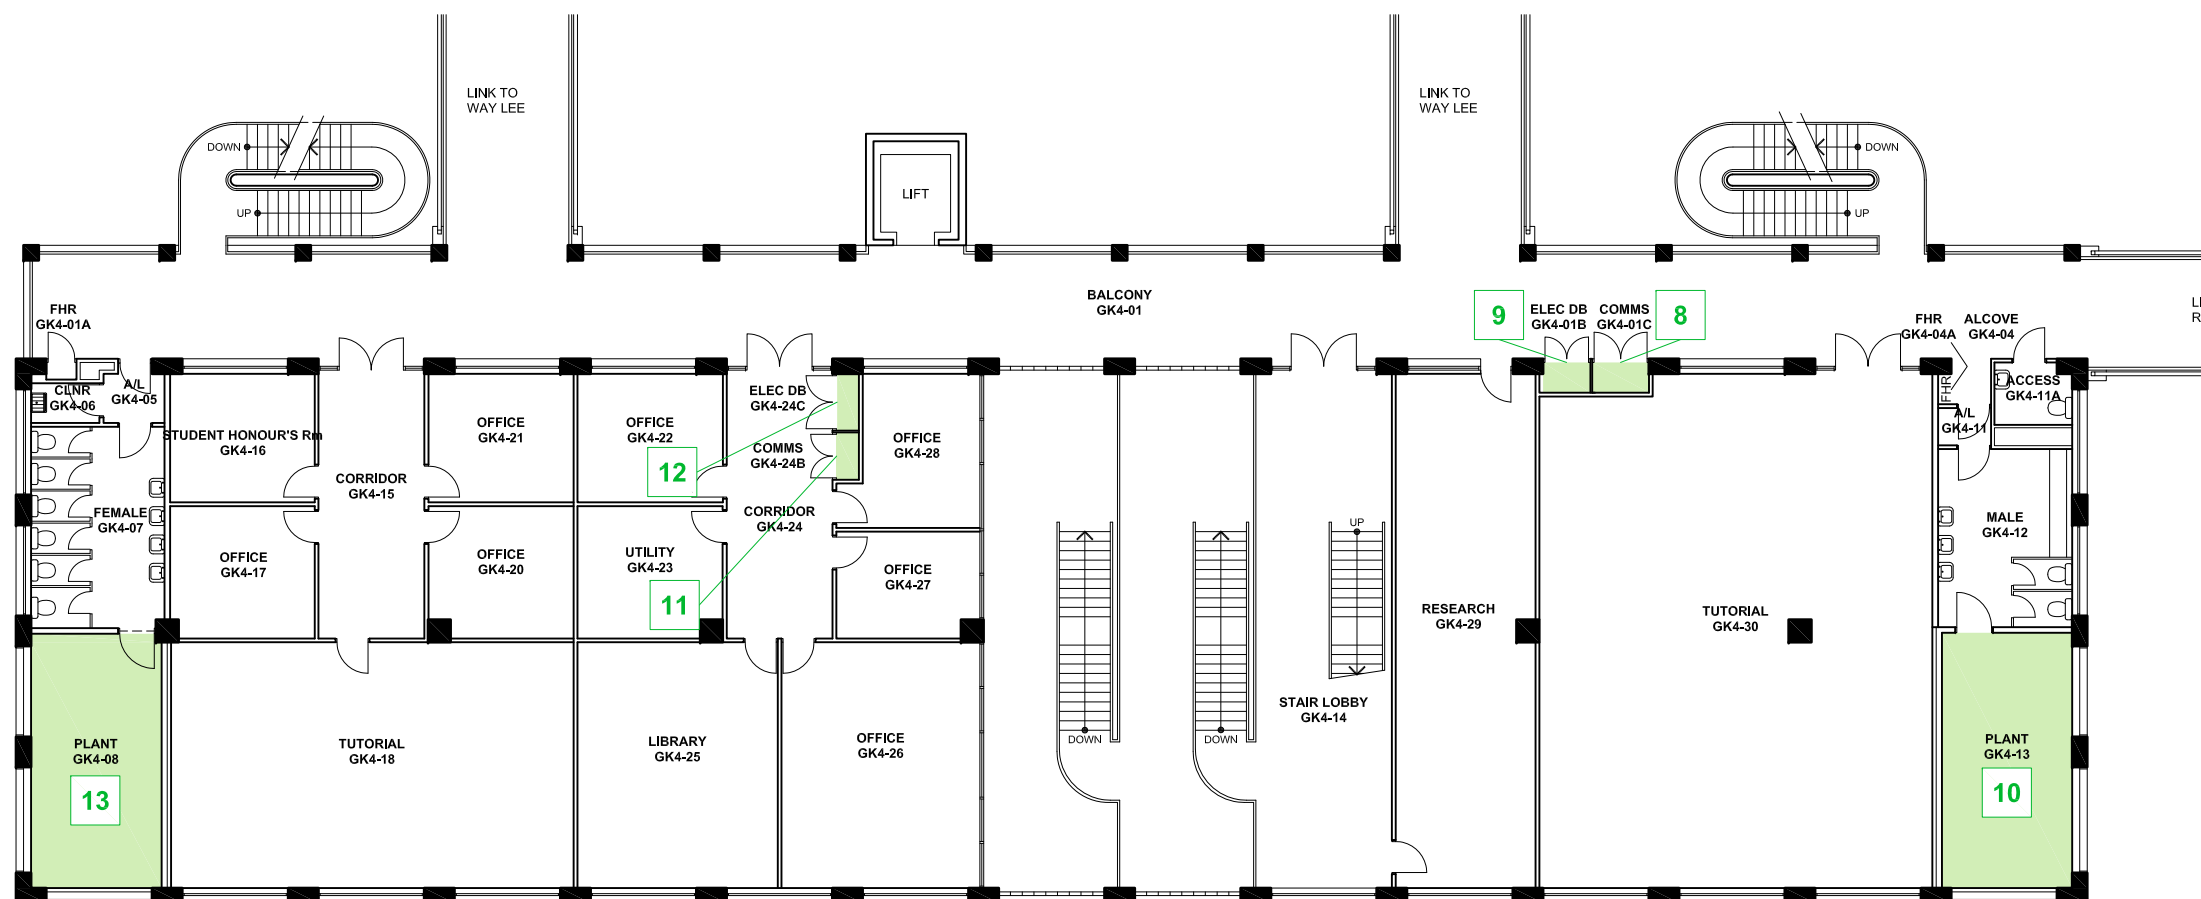 LINK TO
WAY LEE
LINK TO
WAY LEE
DOWN
UP
LIFT
DOWN
UP
BALCONY
GK4-01
FHR
GK4-01A
9
ELEC DB
GK4-01B
COMMS
GK4-01C
8
FHR
GK4-04A
ALCOVE
GK4-04
CLNR
GK4-06
A/L
GK4-05
STUDENT HONOUR'S Rm
GK4-16
CORRIDOR
GK4-15
OFFICE
GK4-21
OFFICE
GK4-22
ELEC DB
GK4-24C
COMMS
GK4-24B
12
OFFICE
GK4-28
FHR
ACCESS
GK4-11A
A/L
GK4-11
FEMALE
GK4-07
OFFICE
GK4-17
OFFICE
GK4-20
UTILITY
GK4-23
CORRIDOR
GK4-24
11
OFFICE
GK4-27
UP
MALE
GK4-12
RESEARCH
GK4-29
TUTORIAL
GK4-30
STAIR LOBBY
GK4-14
DOWN
DOWN
PLANT
GK4-08
13
TUTORIAL
GK4-18
LIBRARY
GK4-25
OFFICE
GK4-26
PLANT
GK4-13
10